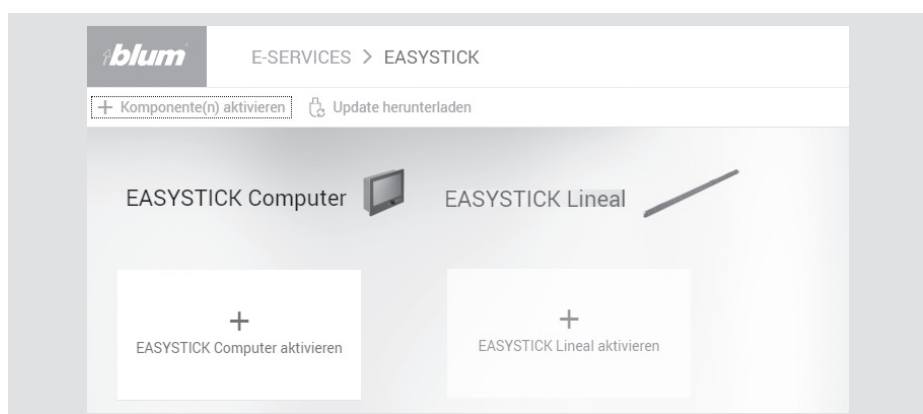 blum
E-SERVICES > EASYSTICK
+ Komponente(n) aktivieren Update herunterladen
EASYSTICK Computer
EASYSTICK Lineal
+
EASYSTICK Computer aktivieren
+
EASYSTICK Lineal aktivieren